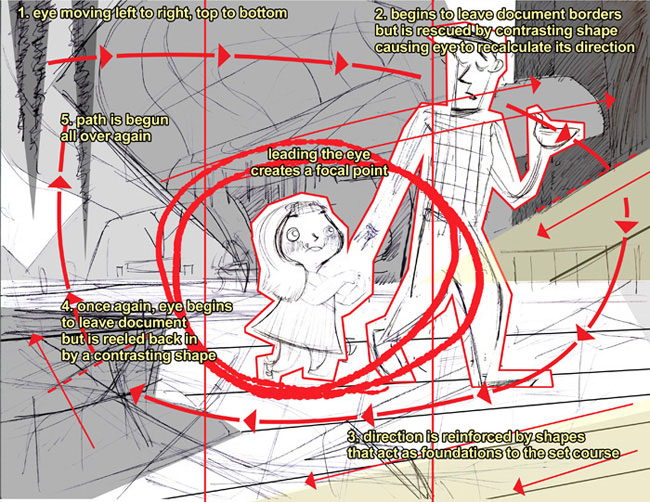 1. eye moving left to right, top to bottom
2. begins to leave document borders
but is rescued by contrasting shape
causing eye to recalculate its direction
5. path is begun
all over again
leading the eye
creates a focal point
4. once again, eye begins
to leave document
but is reeled back in
by a contrasting shape
3. direction is reinforced by shapes
that act as foundations to the set course